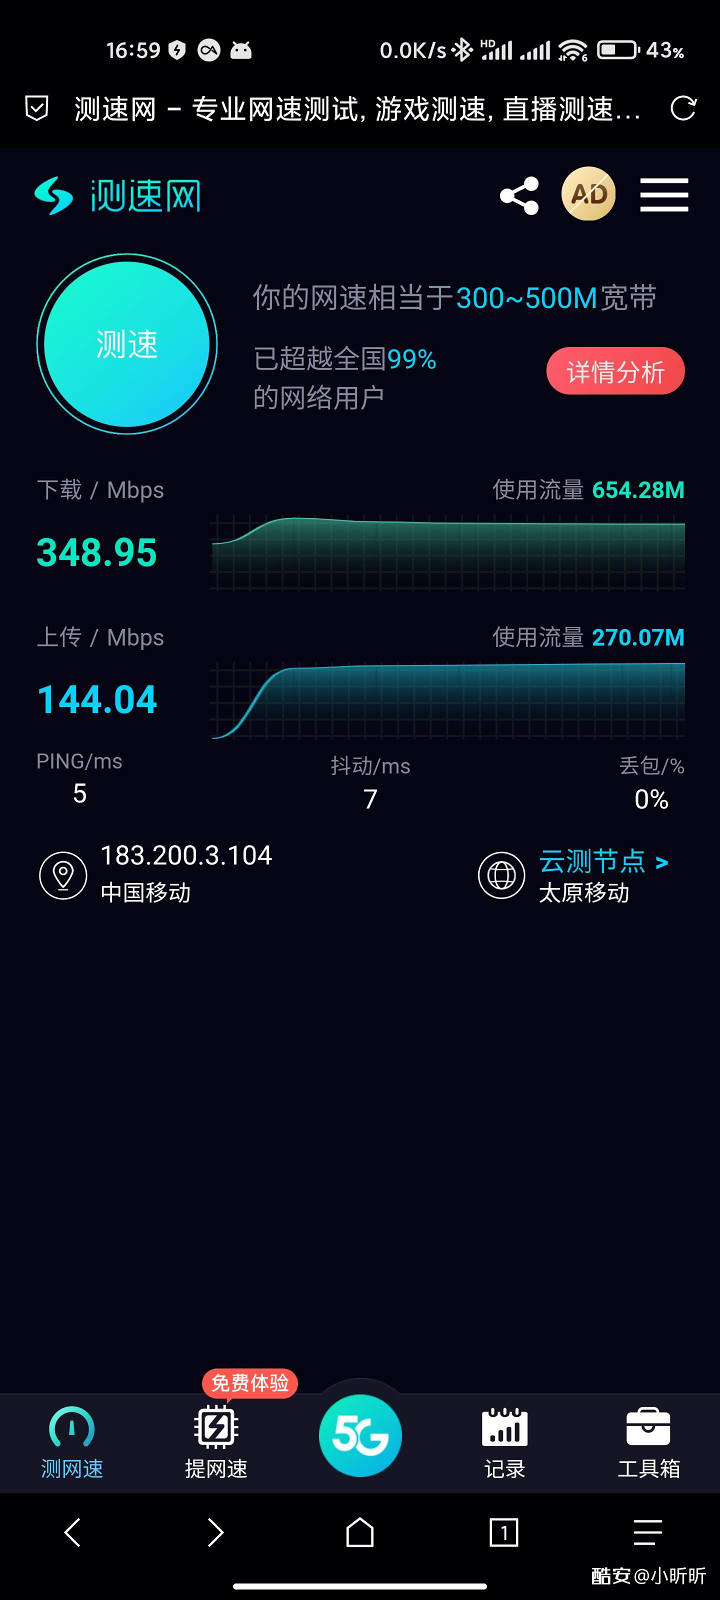 16:59 0.0K/s HD 6 43%
测速网 - 专业网速测试, 游戏测速, 直播测速...
测速网 AD
测速
你的网速相当于300~500M宽带
已超越全国99%
的网络用户
详情分析
下载 / Mbps 使用流量 654.28M
348.95
上传 / Mbps 使用流量 270.07M
144.04
PING/ms 抖动/ms 丢包/%
5 7 0%
183.200.3.104 云测节点 >
中国移动 太原移动
免费体验
5G
测网速 提网速 记录 工具箱
1
酷安@小昕昕